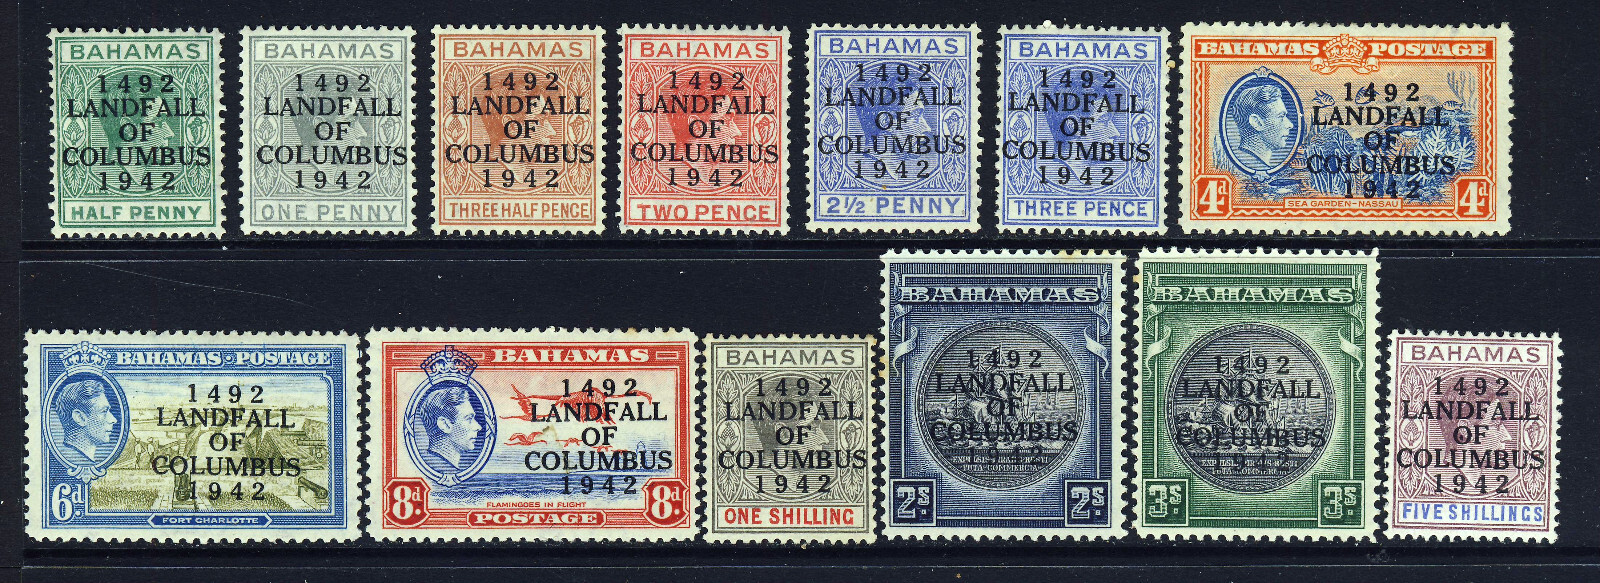 BAHAMAS
1492
LANDFALL
OF
COLUMBUS
1942
HALF PENNY
BAHAMAS
1492
LANDFALL
OF
COLUMBUS
1942
ONE PENNY
BAHAMAS
1492
LANDFALL
OF
COLUMBUS
1942
THREE HALF PENCE
BAHAMAS
1492
LANDFALL
OF
COLUMBUS
1942
TWO PENCE
BAHAMAS
1492
LANDFALL
OF
COLUMBUS
1942
2½ PENNY
BAHAMAS
1492
LANDFALL
OF
COLUMBUS
1942
THREE PENCE
BAHAMAS POSTAGE
1492
LANDFALL
OF
COLUMBUS
1942
4d 4d
SEA GARDEN-NASSAU
BAHAMAS·POSTAGE
1492
LANDFALL
OF
COLUMBUS
1942
6d.
FORT CHARLOTTE
BAHAMAS
1492
LANDFALL
OF
COLUMBUS
1942
8d. 8d.
FLAMINGOES IN FLIGHT
POSTAGE
BAHAMAS
1492
LANDFALL
OF
COLUMBUS
1942
ONE SHILLING
BAHAMAS
1492
LANDFALL
OF
COLUMBUS
COMMERCIA
2s. 2s.
BAHAMAS
1492
LANDFALL
OF
COLUMBUS
3s. 3s.
BAHAMAS
1492
LANDFALL
OF
COLUMBUS
1942
FIVE SHILLINGS